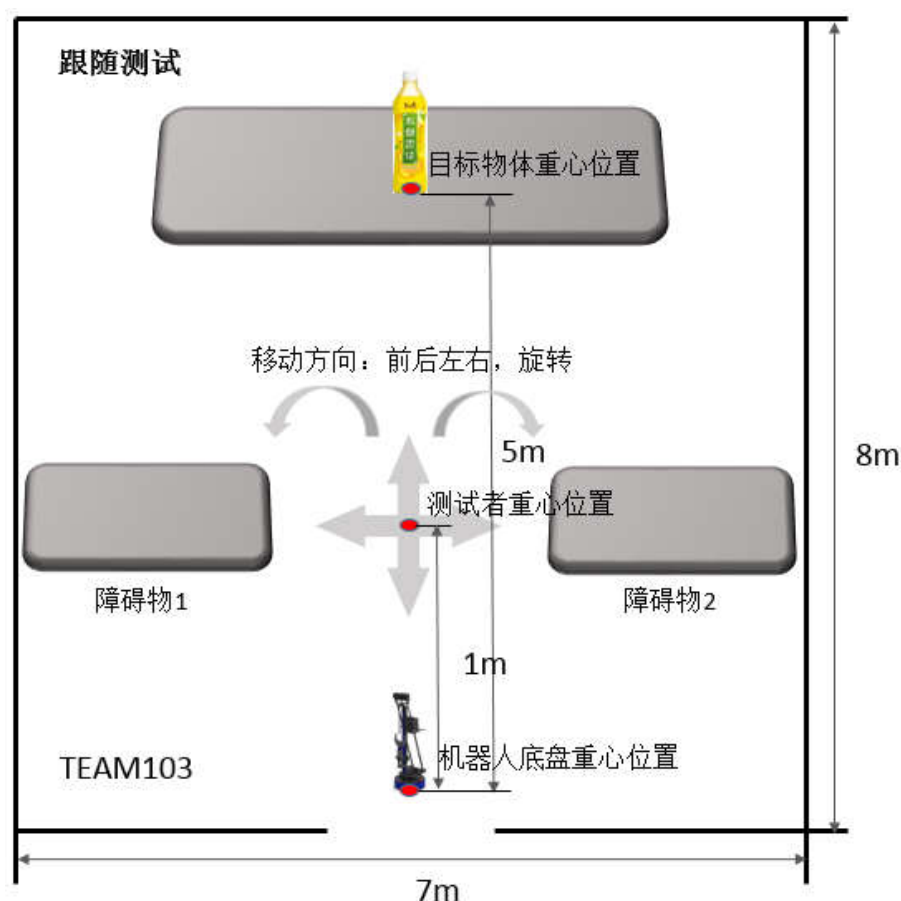 跟随测试
目标物体重心位置
移动方向：前后左右，旋转
5m
8m
测试者重心位置
障碍物1
障碍物2
1m
机器人底盘重心位置
TEAM103
7m